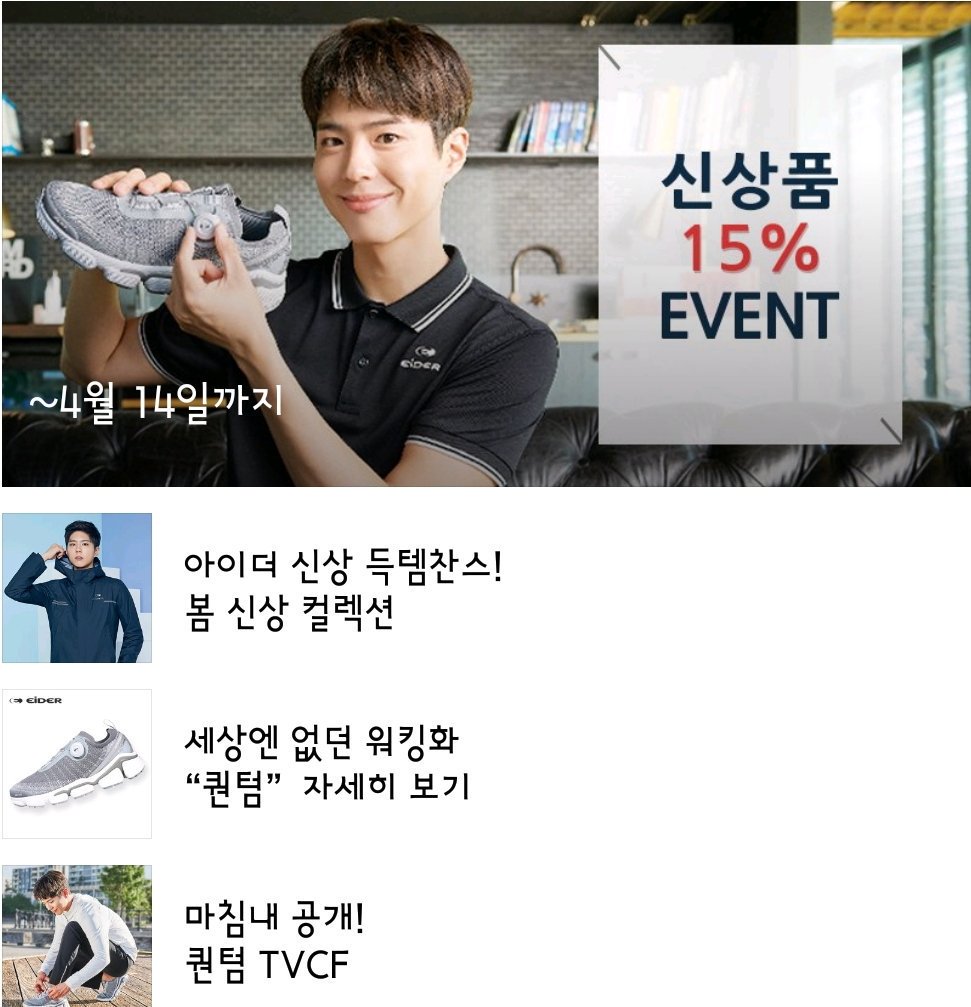 신상품
15%
EVENT
EiDER
~4월 14일까지
아이더 신상 득템찬스!
봄 신상 컬렉션
EiDER
세상엔 없던 워킹화
“퀀텀” 자세히 보기
마침내 공개!
퀀텀 TVCF